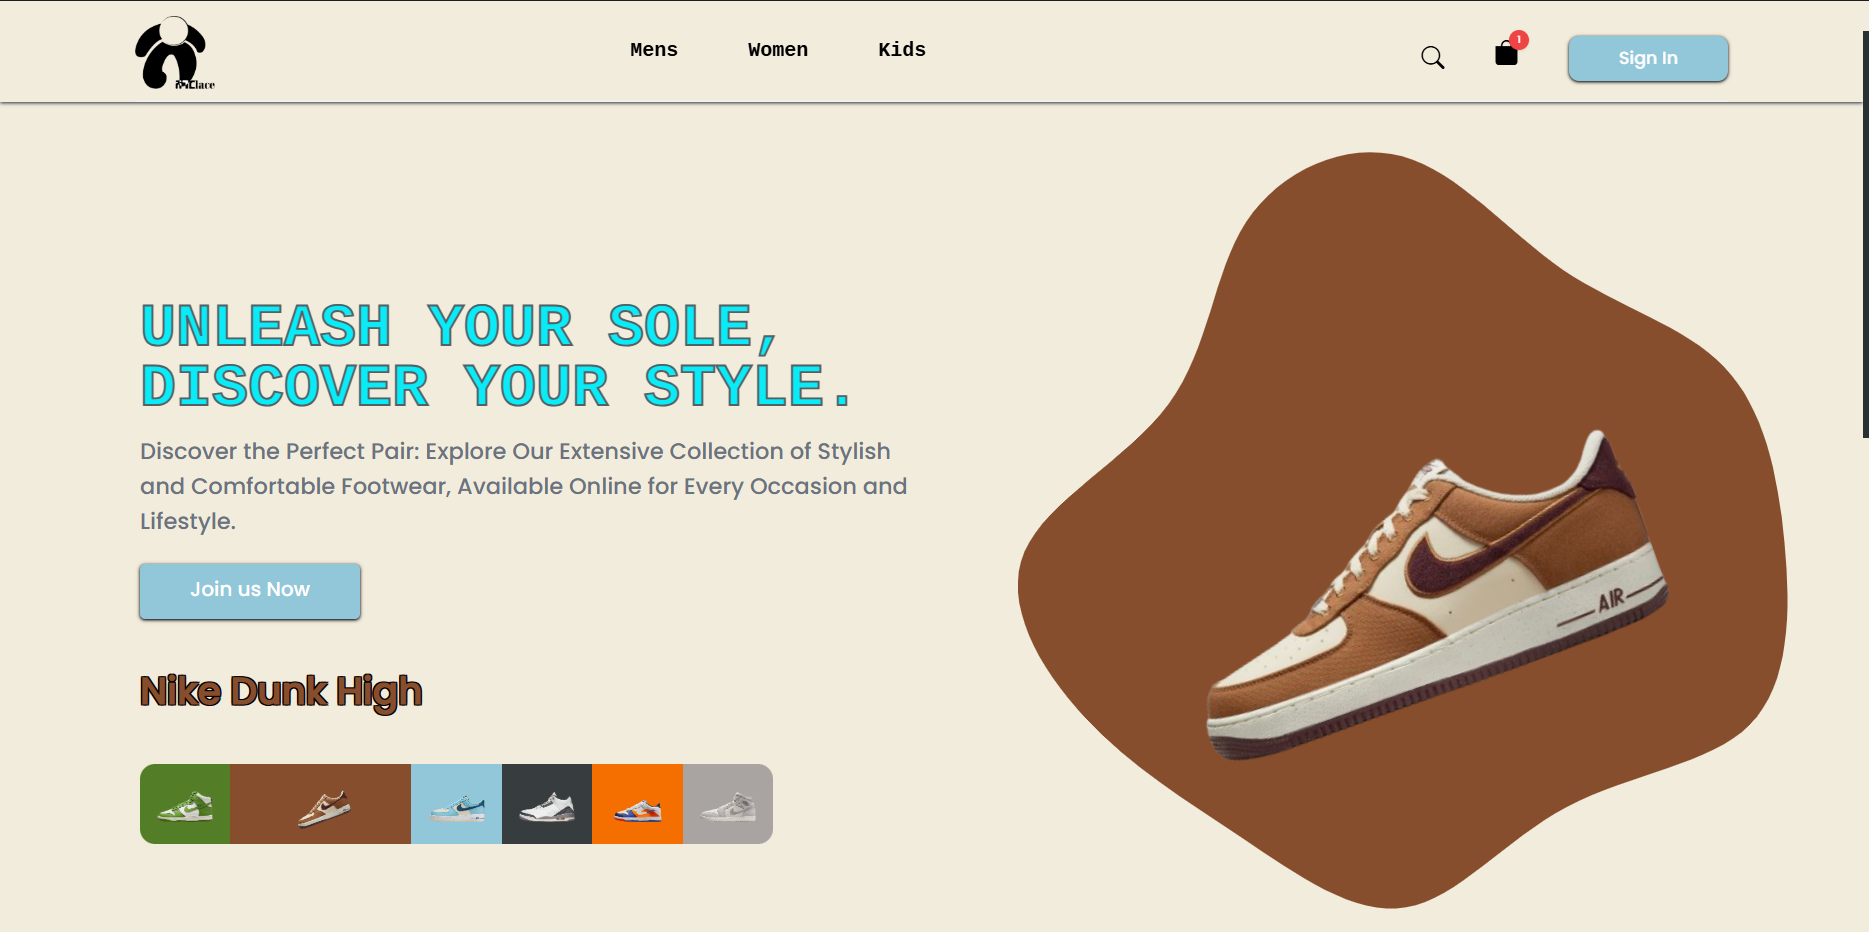 Mens Women Kids 1 Sign In
UNLEASH YOUR SOLE,
DISCOVER YOUR STYLE.
Discover the Perfect Pair: Explore Our Extensive Collection of Stylish
and Comfortable Footwear, Available Online for Every Occasion and
Lifestyle.
Join us Now
Nike Dunk High
AIR